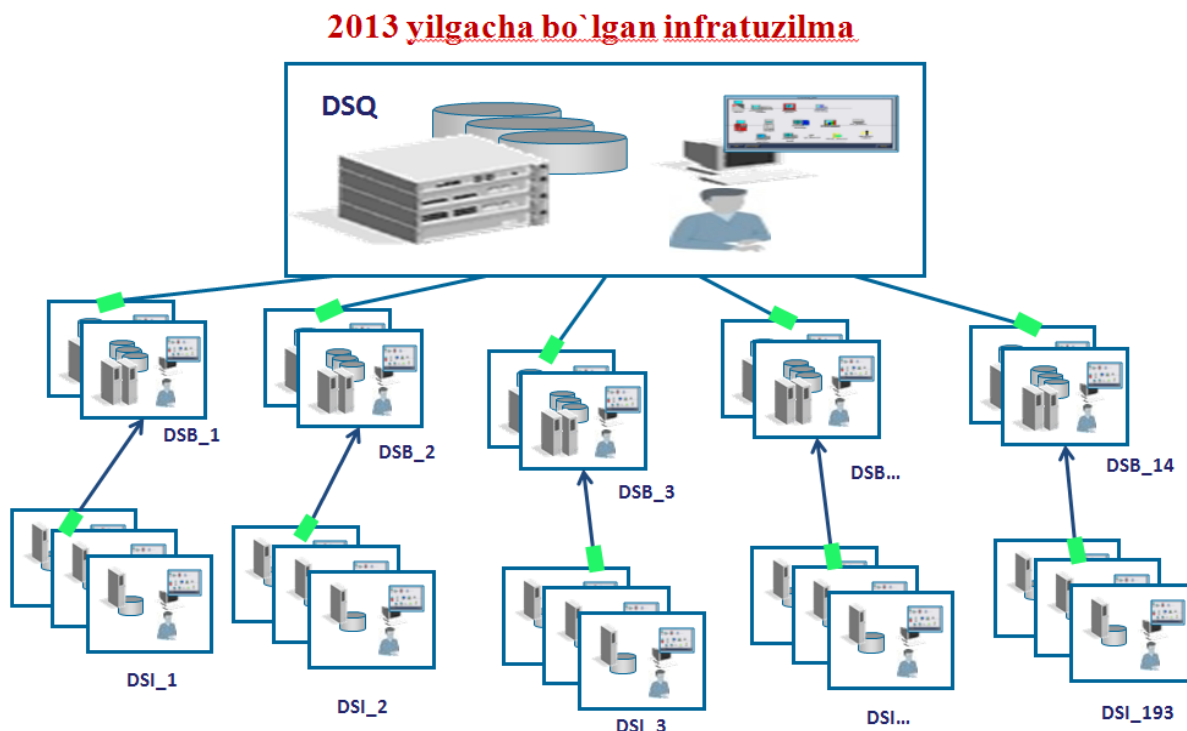 2013 yilgacha bo`lgan infratuzilma
DSQ
DSB_1
DSB_2
DSB_3
DSB...
DSB_14
DSI_1
DSI_2
DSI_3
DSI...
DSI_193